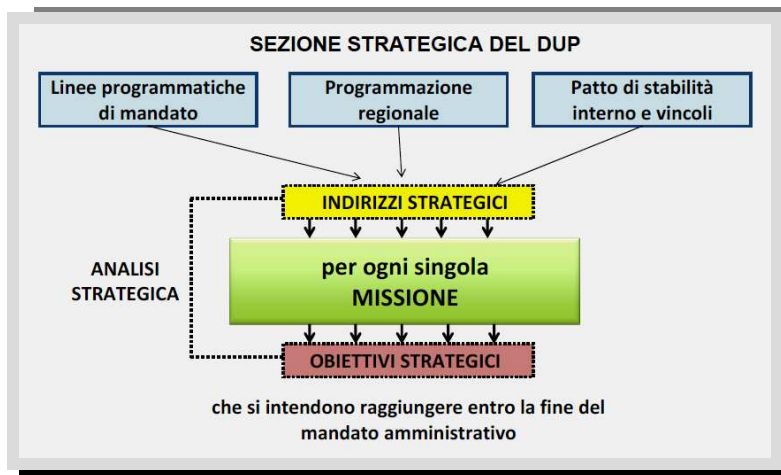 SEZIONE STRATEGICA DEL DUP
Linee programmatiche
di mandato
Programmazione
regionale
Patto di stabilità
interno e vincoli
INDIRIZZI STRATEGICI
ANALISI
STRATEGICA
per ogni singola
MISSIONE
OBIETTIVI STRATEGICI
che si intendono raggiungere entro la fine del
mandato amministrativo